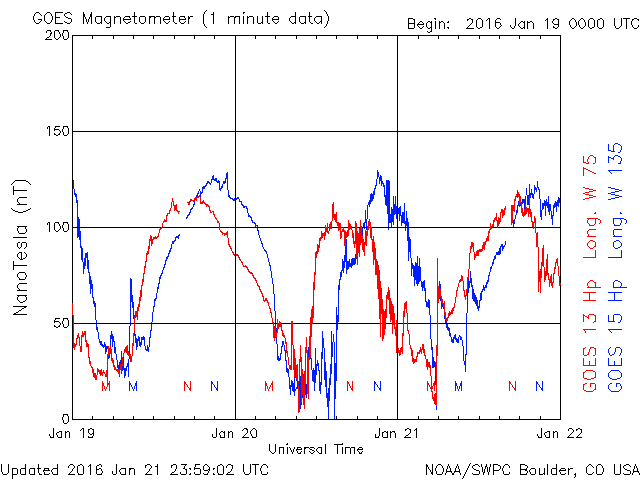 GOES Magnetometer (1 minute data)
Begin: 2016 Jan 19 0000 UTC
200
150
100
50
0
NanoTesla (nT)
M M N N M M N N M M N N
Jan 19 Jan 20 Jan 21 Jan 22
Universal Time
GOES 13 Hp Long. W 75
GOES 15 Hp Long. W 135
Updated 2016 Jan 21 23:59:02 UTC
NOAA/SWPC Boulder, CO USA